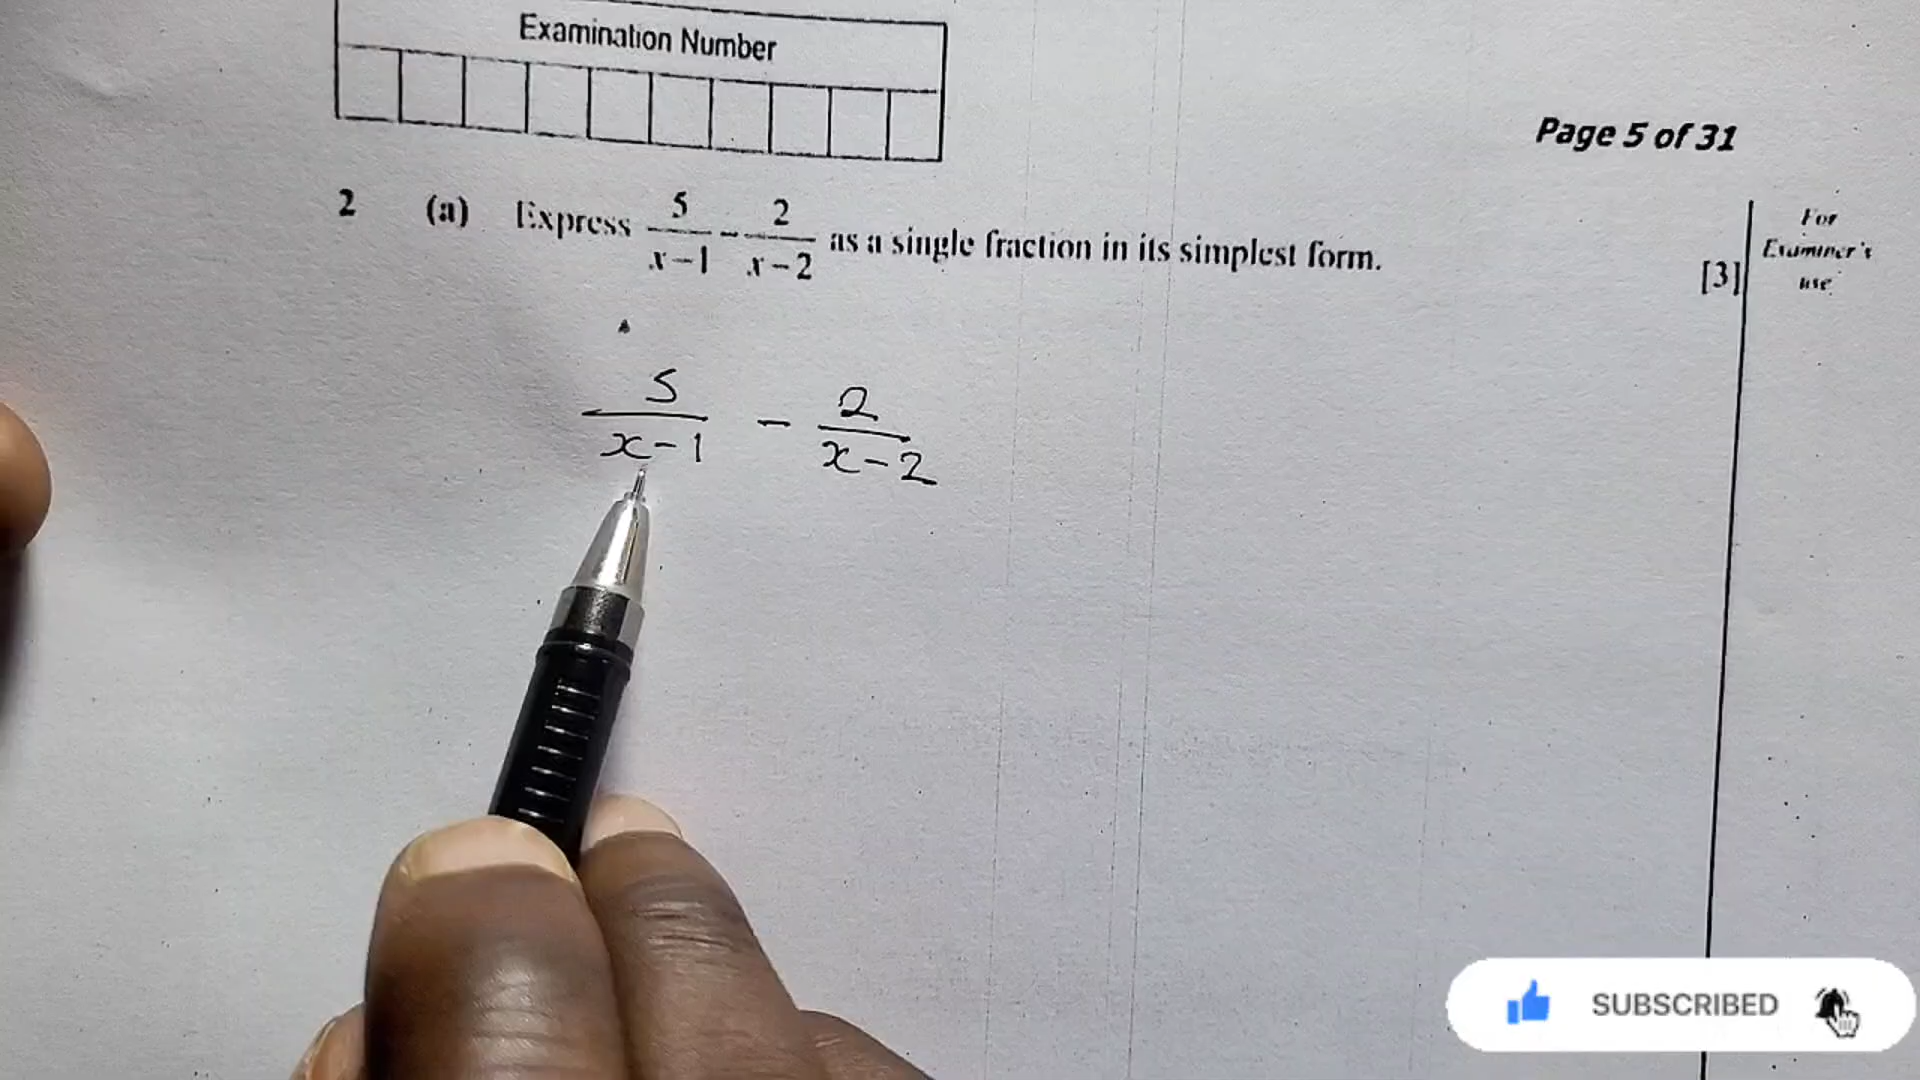 Examination Number
Page 5 of 31
2 (a) Express 5/(x−1) − 2/(x−2) as a single fraction in its simplest form.
[3]
For
Examiner's
use
5/(x−1) − 2/(x−2)
SUBSCRIBED